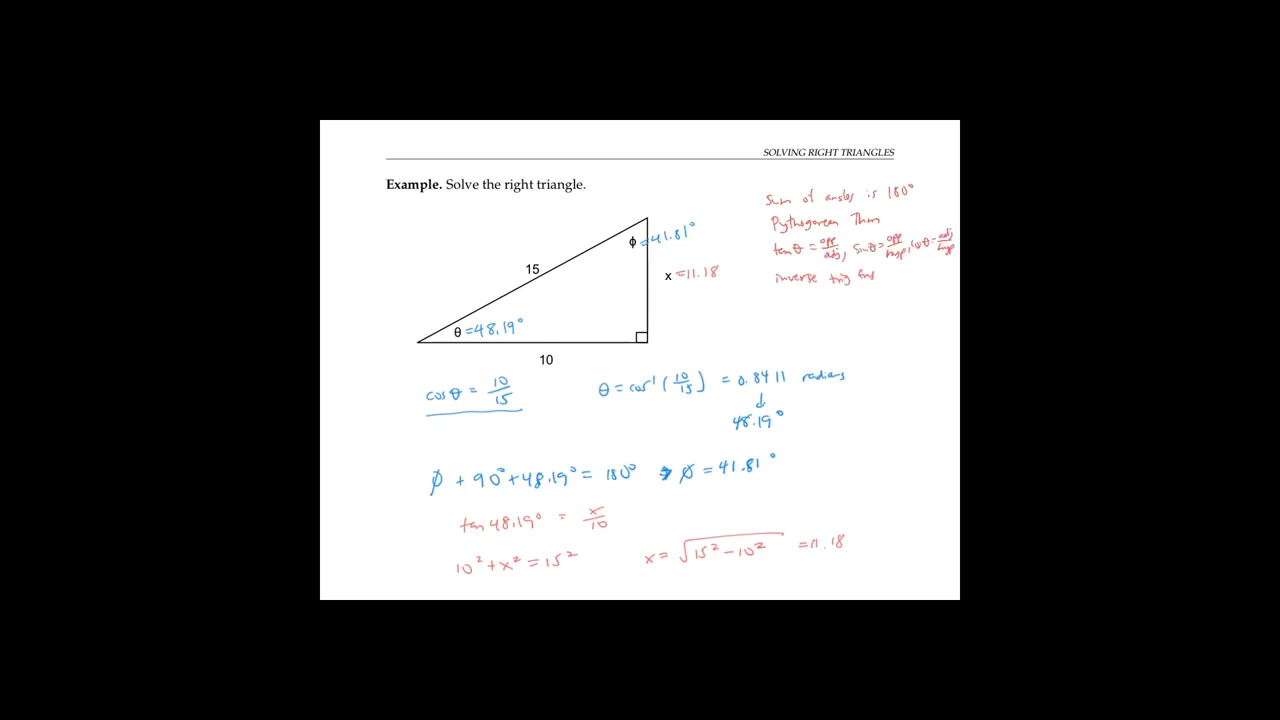 SOLVING RIGHT TRIANGLES
Example. Solve the right triangle.
Sum of angles is 180°
Pythagorean Thm
tan θ = opp/adj, sin θ = opp/hyp, cos θ = adj/hyp
inverse trig
ϕ = 41.81°
15
x = 11.18
θ = 48.19°
10
cos θ = 10/15
θ = cos⁻¹(10/15) = 0.8411 radians
↓
48.19°
ϕ + 90° + 48.19° = 180° → ϕ = 41.81°
tan 48.19° = x/10
10² + x² = 15²
x = √(15² − 10²) = 11.18